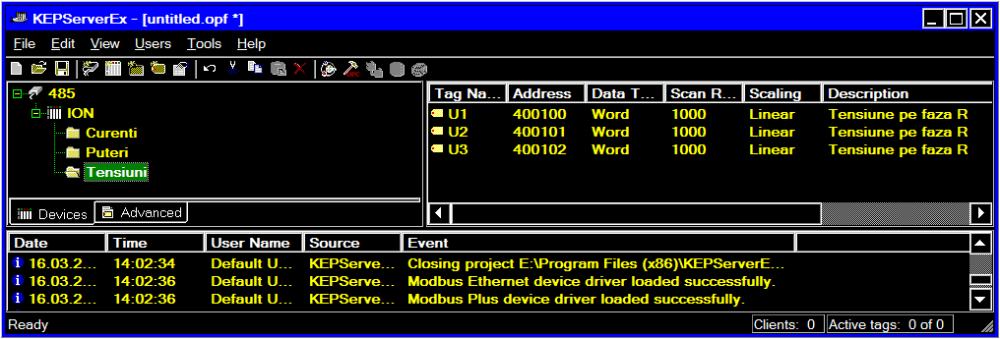 KEPServerEx - [untitled.opf *]
File Edit View Users Tools Help
485
ION
Curenti
Puteri
Tensiuni
Devices Advanced
Tag Na... Address Data T... Scan R... Scaling Description
U1 400100 Word 1000 Linear Tensiune pe faza R
U2 400101 Word 1000 Linear Tensiune pe faza R
U3 400102 Word 1000 Linear Tensiune pe faza R
Date Time User Name Source Event
16.03.2... 14:02:34 Default U... KEPServe... Closing project E:\Program Files (x86)\KEPServerE...
16.03.2... 14:02:36 Default U... KEPServe... Modbus Ethernet device driver loaded successfully.
16.03.2... 14:02:36 Default U... KEPServe... Modbus Plus device driver loaded successfully.
Ready Clients: 0 Active tags: 0 of 0